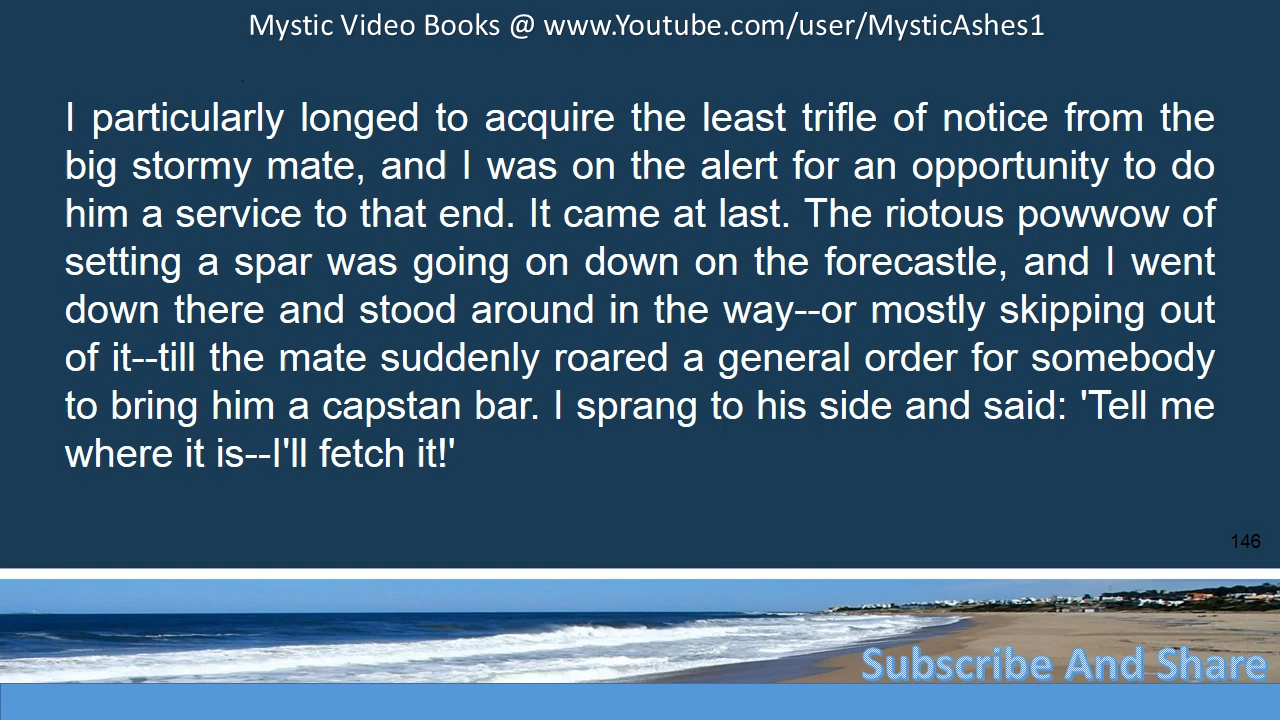 Mystic Video Books @ www.Youtube.com/user/MysticAshes1
I particularly longed to acquire the least trifle of notice from the
big stormy mate, and I was on the alert for an opportunity to do
him a service to that end. It came at last. The riotous powwow of
setting a spar was going on down on the forecastle, and I went
down there and stood around in the way--or mostly skipping out
of it--till the mate suddenly roared a general order for somebody
to bring him a capstan bar. I sprang to his side and said: 'Tell me
where it is--I'll fetch it!'
146
Subscribe And Share